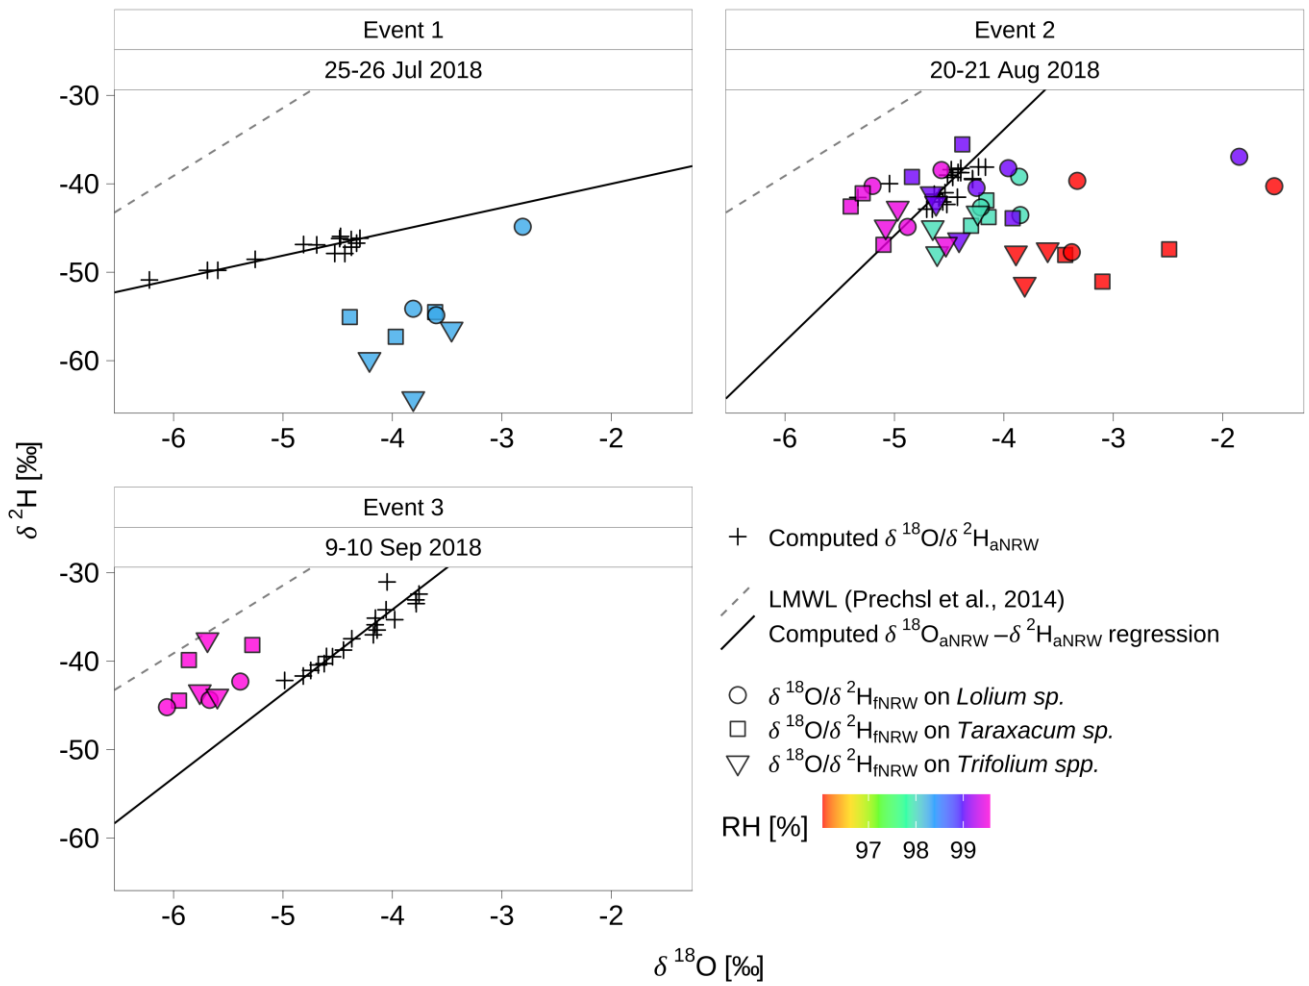 Event 1
25-26 Jul 2018
Event 2
20-21 Aug 2018
-30
-40
-50
-60
-6 -5 -4 -3 -2
-6 -5 -4 -3 -2
δ ²H [‰]
Event 3
9-10 Sep 2018
-30
-40
-50
-60
-6 -5 -4 -3 -2
Computed δ ¹⁸O/δ ²HaNRW
LMWL (Prechsl et al., 2014)
Computed δ ¹⁸OaNRW –δ ²HaNRW regression
δ ¹⁸O/δ ²HfNRW on Lolium sp.
δ ¹⁸O/δ ²HfNRW on Taraxacum sp.
δ ¹⁸O/δ ²HfNRW on Trifolium spp.
RH [%]
97 98 99
δ ¹⁸O [‰]